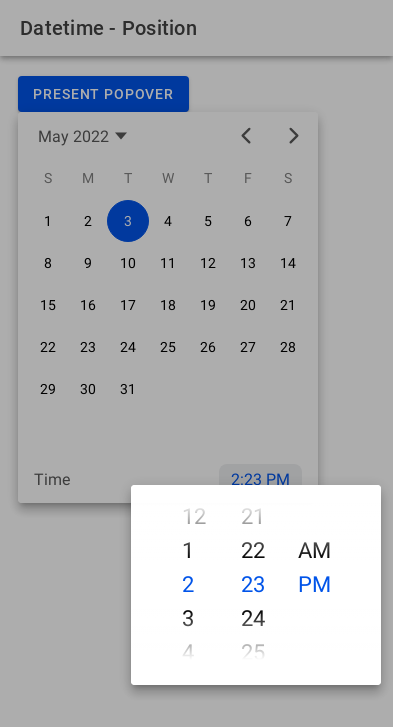 Datetime - Position
PRESENT POPOVER
May 2022
S M T W T F S
1 2 3 4 5 6 7
8 9 10 11 12 13 14
15 16 17 18 19 20 21
22 23 24 25 26 27 28
29 30 31
Time 2:23 PM
12 21
1 22 AM
2 23 PM
3 24
4 25